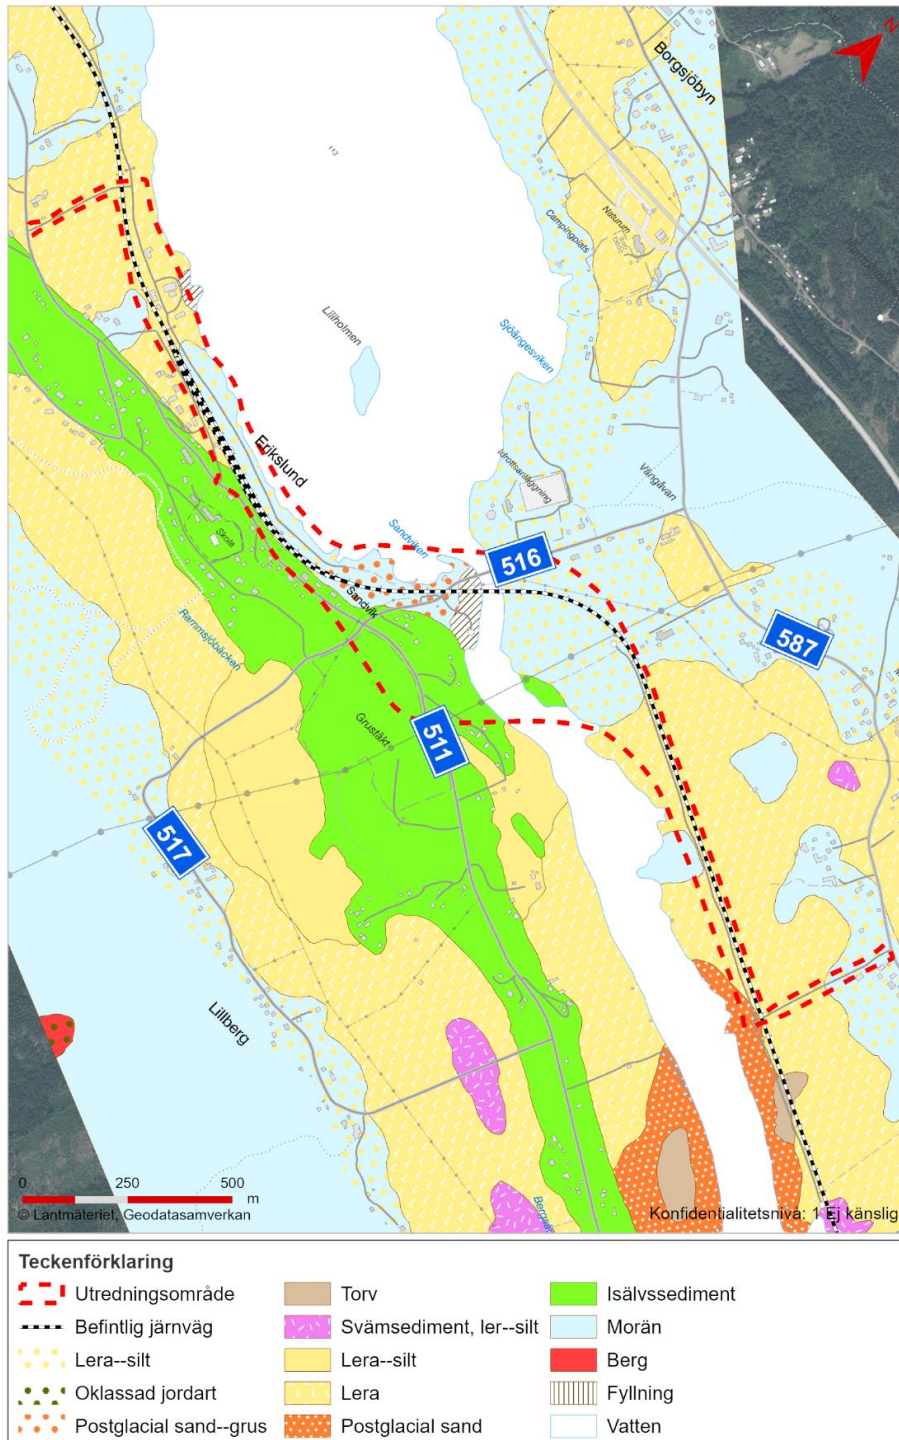 N
Borgsjöbyn
113
Campingplats
Naturum
Lillholmen
Sjöängesviken
Erikslund
Idrottsanläggning
Vängåvan
Sandviken
Skola
516
Sandvik
587
Rammsjöbäcken
Grustäkt
511
517
Lillberg
0 250 500
m
© Lantmäteriet, Geodatasamverkan
Konfidentialitetsnivå: 1 Ej känslig
Teckenförklaring
Utredningsområde
Befintlig järnväg
Lera--silt
Oklassad jordart
Postglacial sand--grus
Torv
Svämsediment, ler--silt
Lera--silt
Lera
Postglacial sand
Isälvssediment
Morän
Berg
Fyllning
Vatten